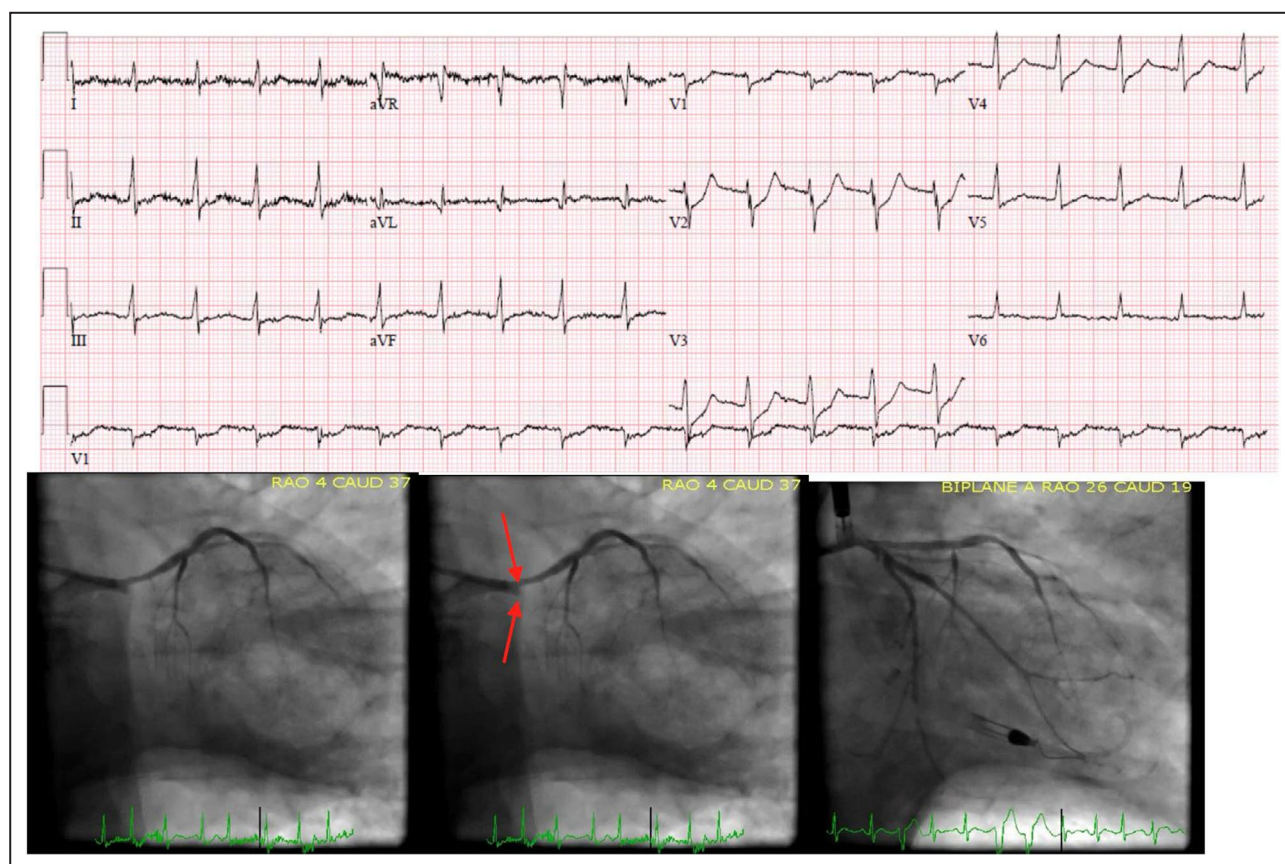 I aVR V1 V4
II aVL V2 V5
III aVF V3 V6
V1
RAO 4 CAUD 37
RAO 4 CAUD 37
BIPLANE A RAO 26 CAUD 19